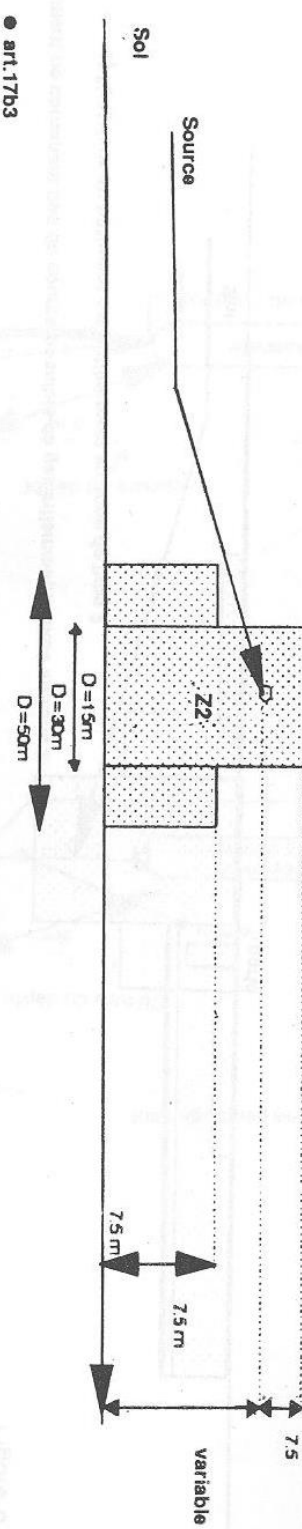 7.5
variable
Source
Z2
7.5 m
Sol
7.5 m
D=15m
D=30m
D=50m
● art.17b3